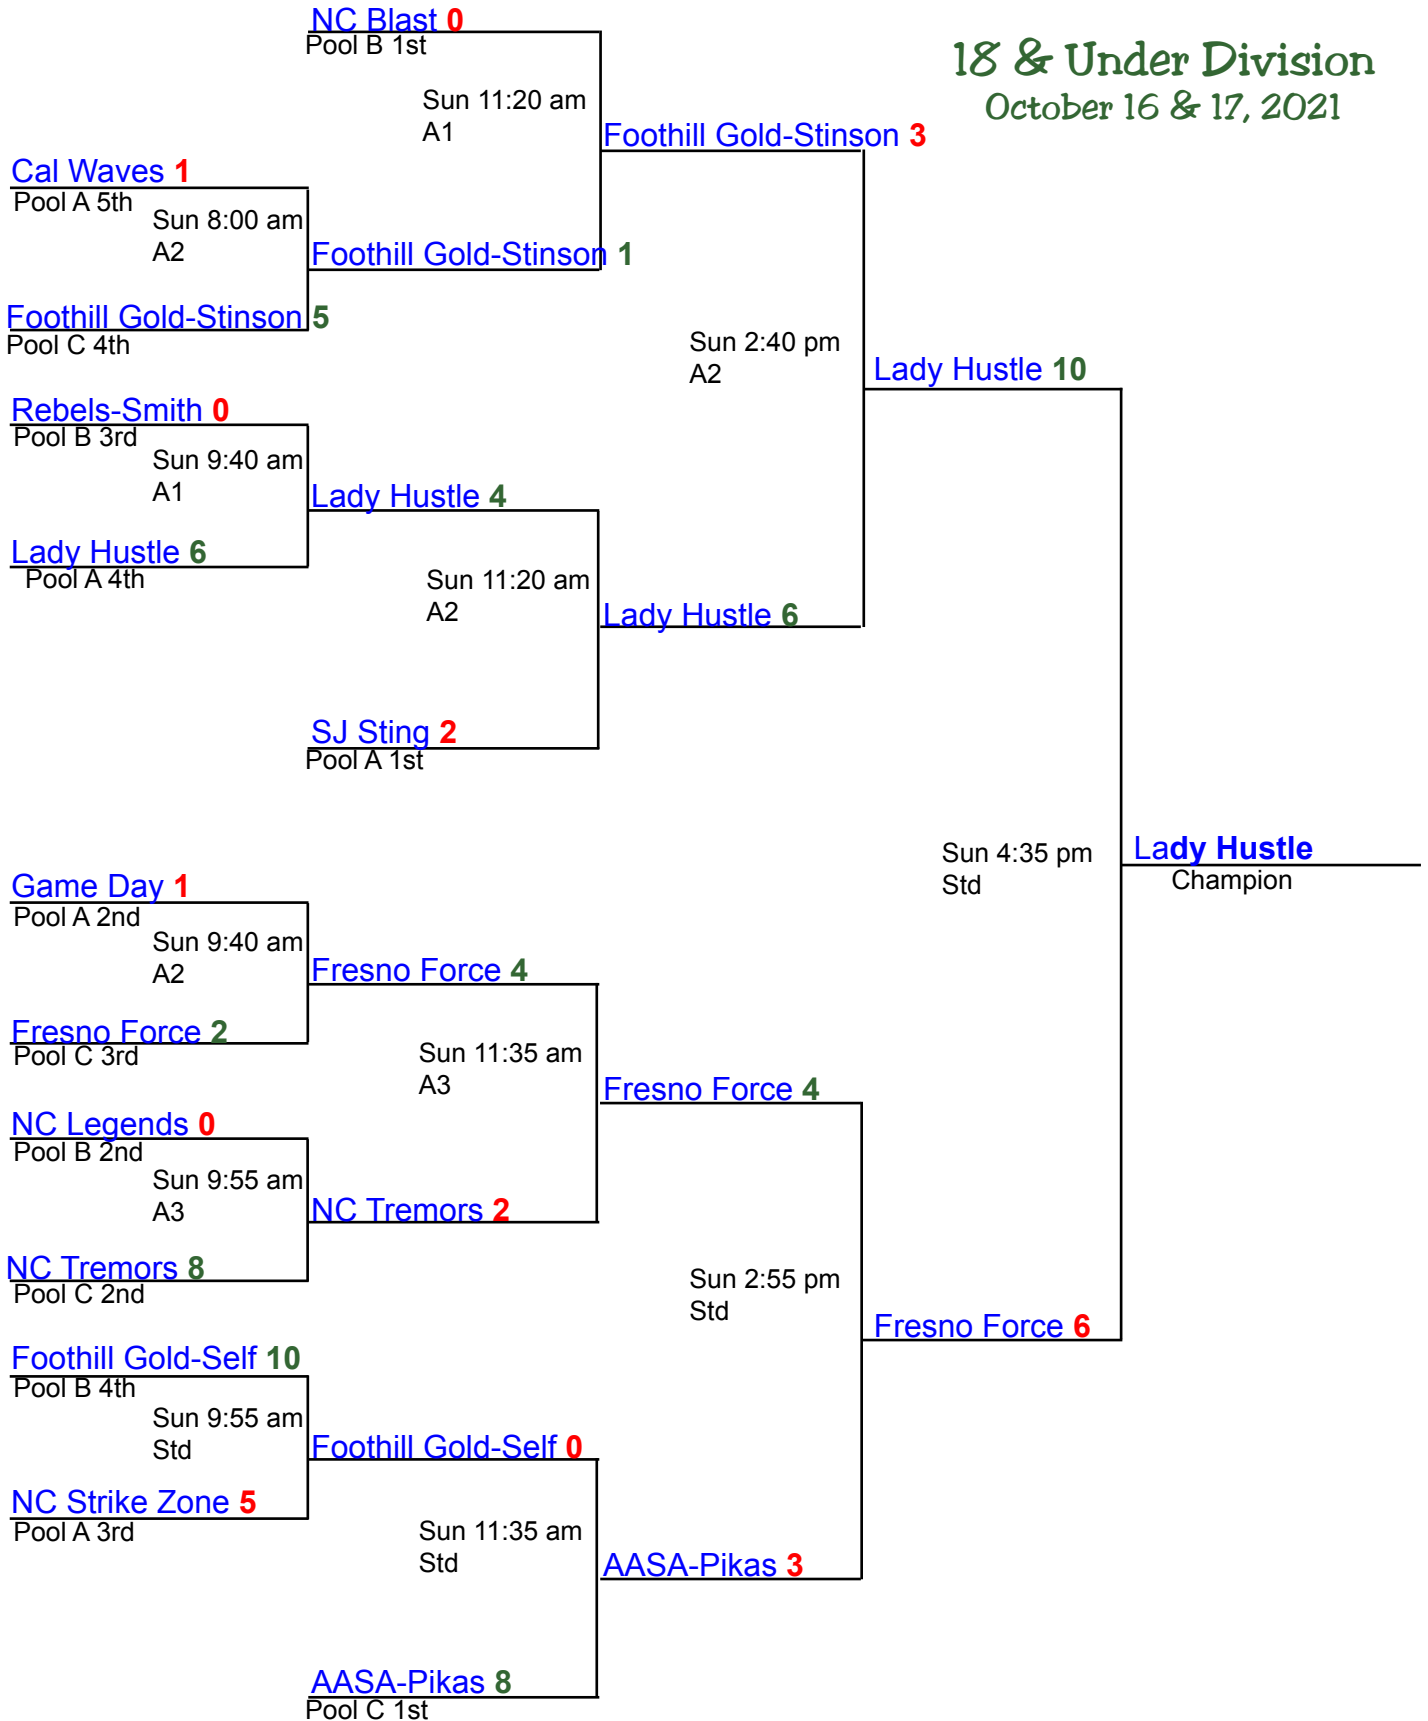 NC Blast 0
Pool B 1st
18 & Under Division
October 16 & 17, 2021
Sun 11:20 am
A1
Foothill Gold-Stinson 3
Cal Waves 1
Pool A 5th
Sun 8:00 am
A2
Foothill Gold-Stinson 1
Foothill Gold-Stinson 5
Pool C 4th
Sun 2:40 pm
A2
Lady Hustle 10
Rebels-Smith 0
Pool B 3rd
Sun 9:40 am
A1
Lady Hustle 4
Lady Hustle 6
Pool A 4th
Sun 11:20 am
A2
Lady Hustle 6
SJ Sting 2
Pool A 1st
Sun 4:35 pm
Std
Lady Hustle
Champion
Game Day 1
Pool A 2nd
Sun 9:40 am
A2
Fresno Force 4
Fresno Force 2
Pool C 3rd
Sun 11:35 am
A3
Fresno Force 4
NC Legends 0
Pool B 2nd
Sun 9:55 am
A3
NC Tremors 2
NC Tremors 8
Pool C 2nd
Sun 2:55 pm
Std
Fresno Force 6
Foothill Gold-Self 10
Pool B 4th
Sun 9:55 am
Std
Foothill Gold-Self 0
NC Strike Zone 5
Pool A 3rd
Sun 11:35 am
Std
AASA-Pikas 3
AASA-Pikas 8
Pool C 1st